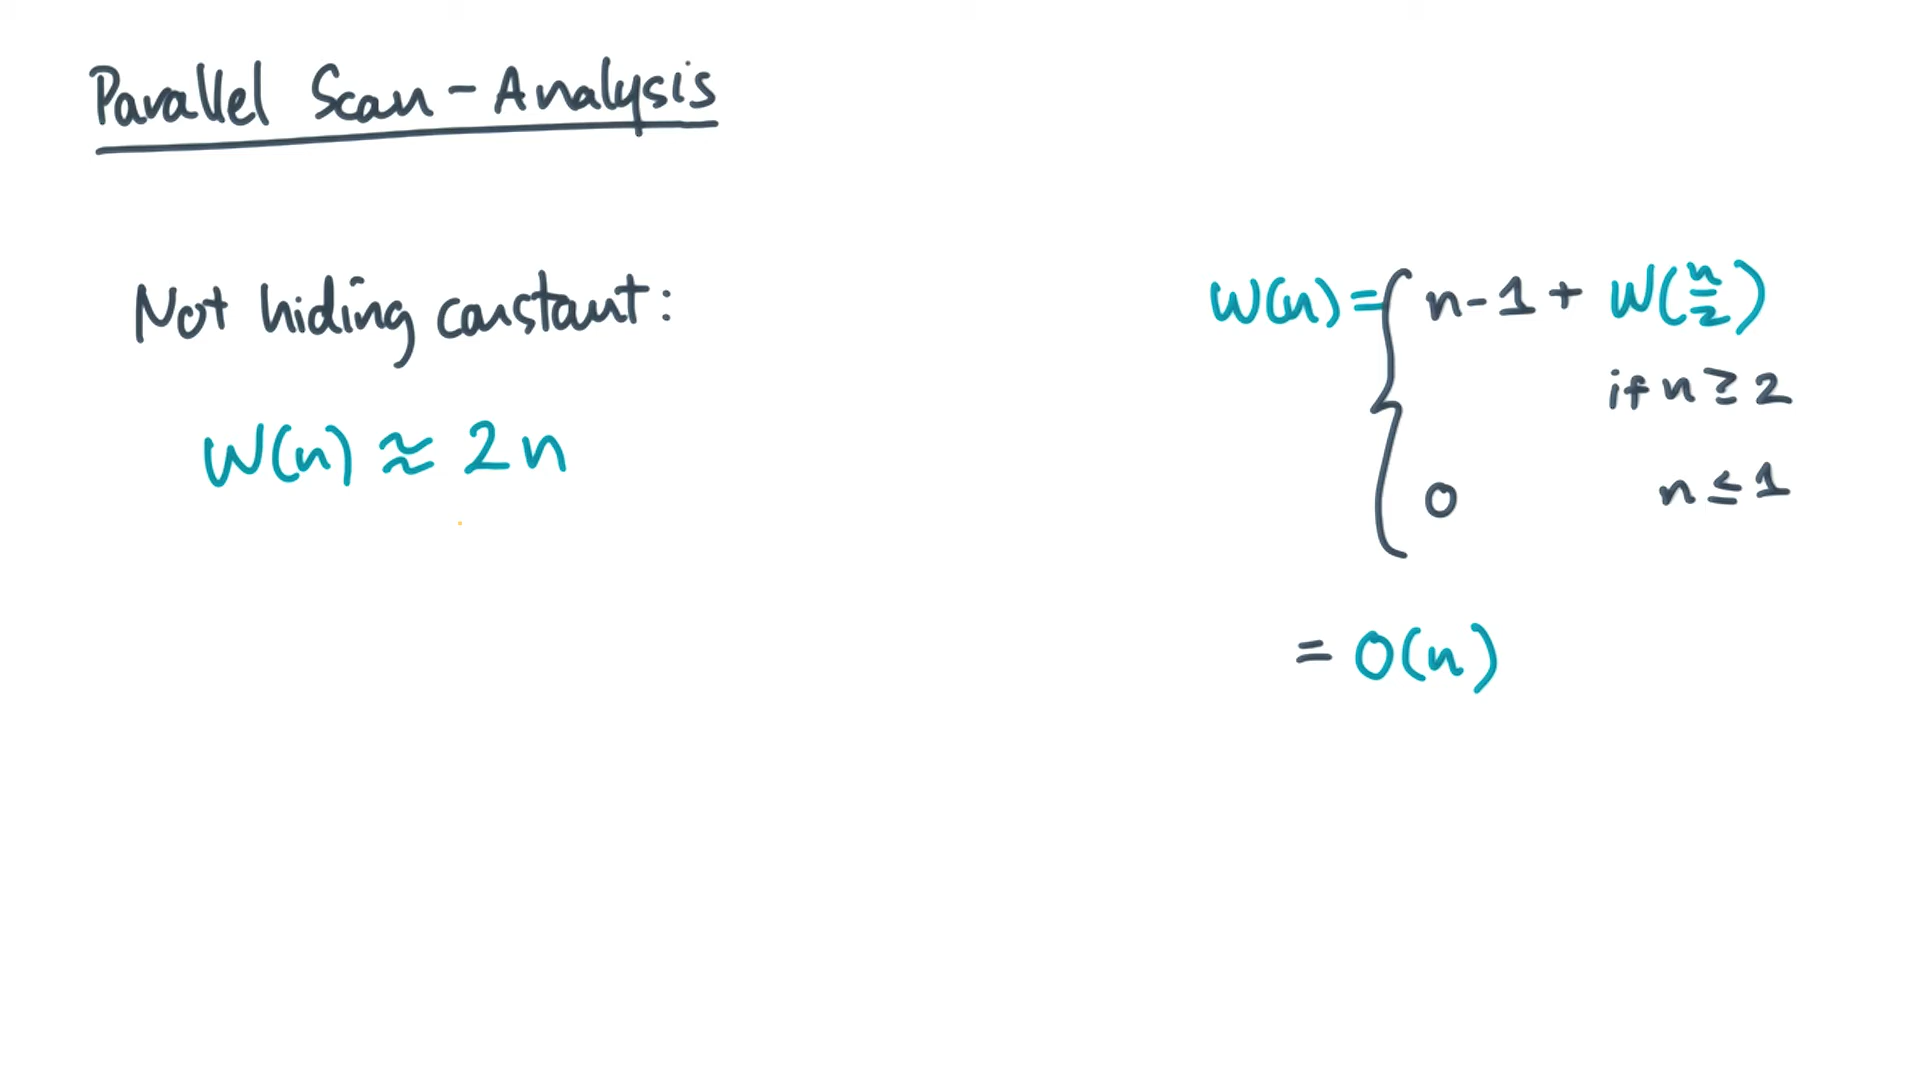 Parallel Scan - Analysis
Not hiding constant:
W(n) ≈ 2n
W(n) = { n - 1 + W(n/2)
if n ≥ 2
0 n ≤ 1
= O(n)